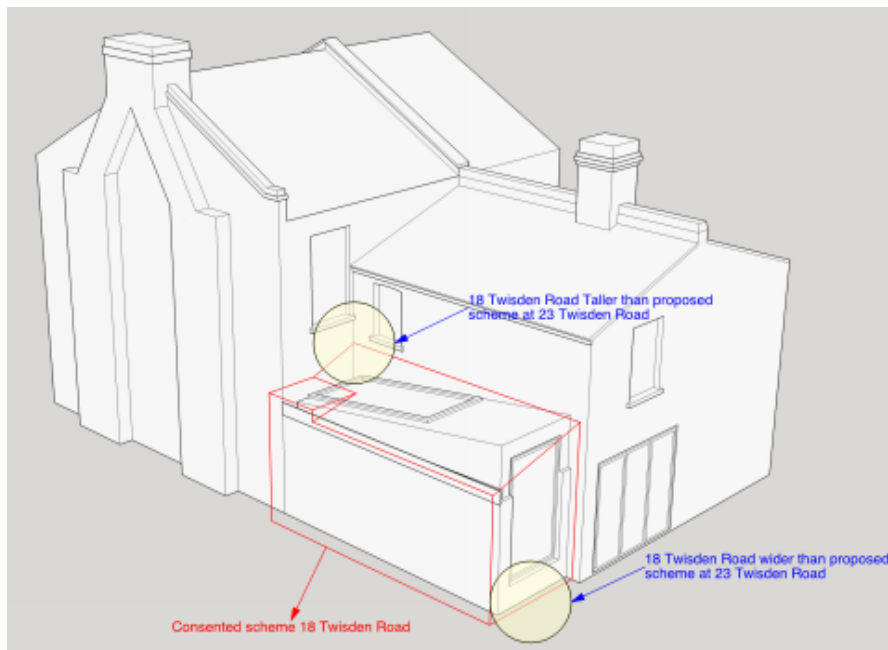 18 Twisden Road Taller than proposed
scheme at 23 Twisden Road
18 Twisden Road wider than proposed
scheme at 23 Twisden Road
Consented scheme 18 Twisden Road